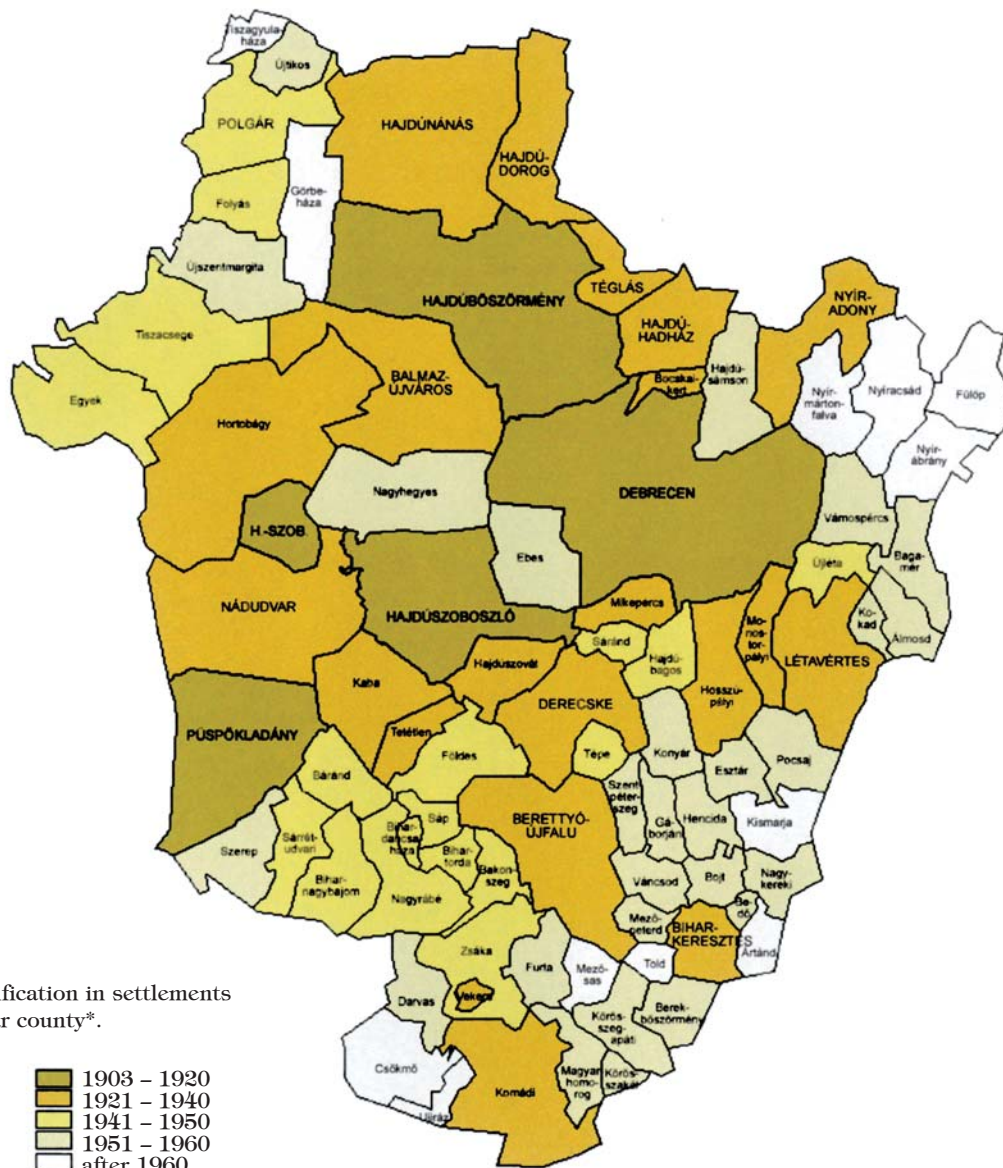 Tiszagyula-
háza
Újtikos
POLGÁR
HAJDÚNÁNÁS
HAJDÚ-
DOROG
Görbe-
háza
Folyás
Újszentmargita
HAJDÚBÖSZÖRMÉNY
TÉGLÁS
NYÍR-
ADONY
HAJDÚ-
HADHÁZ
Tiszacsege
BALMAZ-
ÚJVÁROS
Bocskai-
kert
Hajdú-
sámson
Nyír-
márton-
falva
Nyíracsád
Fülöp
Egyek
Hortobágy
Nyír-
ábrány
Nagyhegyes
DEBRECEN
H.-SZOB.
Vámospércs
Ebes
Újléta
Baga-
mér
NÁDUDVAR
HAJDÚSZOBOSZLÓ
Mikepércs
Mo-
nos-
tor-
pályi
Ko-
kad
Álmosd
Sáránd
Hajdú-
bagos
LÉTAVÉRTES
Hajduszovát
Kaba
Hosszú-
pályi
DERECSKE
PÜSPÖKLADÁNY
Tetétlen
Földes
Tépe
Konyár
Esztár
Pocsaj
Báránd
Szent-
péter-
szeg
BERETTYÓ-
ÚJFALU
Gá-
borján
Hencida
Kismarja
Sáp
Bihar-
dancsa-
háza
Sárrét-
udvari
Szerep
Bihar-
torda
Bakon-
szeg
Bihar-
nagybajom
Nagyrábé
Váncsod
Bojt
Nagy-
kereki
Be-
dő
Mező-
peterd
BIHAR-
KERESZTES
Ártánd
Zsáka
Furta
Mező-
sas
Told
Darvas
Vekerd
Körös-
szeg-
apáti
Berek-
böszörmény
Csökmő
Magyar
homo-
rog
Körös-
szakál
Komádi
Újiráz
ification in settlements
r county*.
1903 – 1920
1921 – 1940
1941 – 1950
1951 – 1960
after 1960